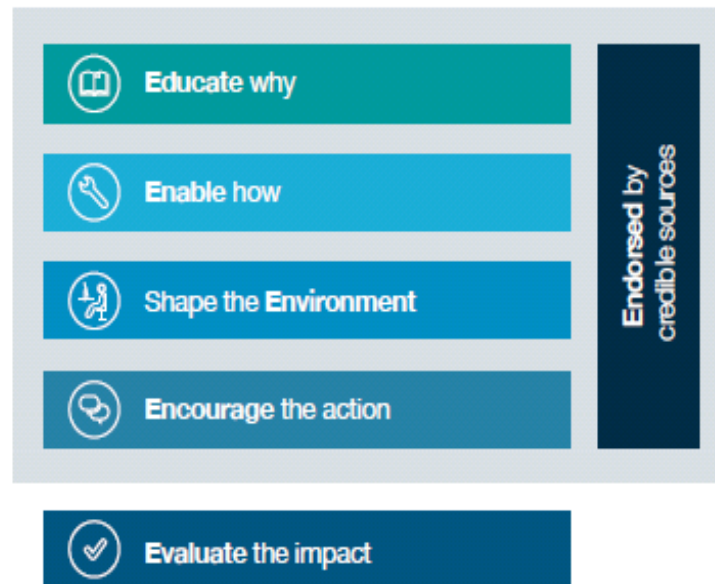 Educate why
Enable how
Shape the Environment
Encourage the action
Endorsed by
credible sources
Evaluate the impact